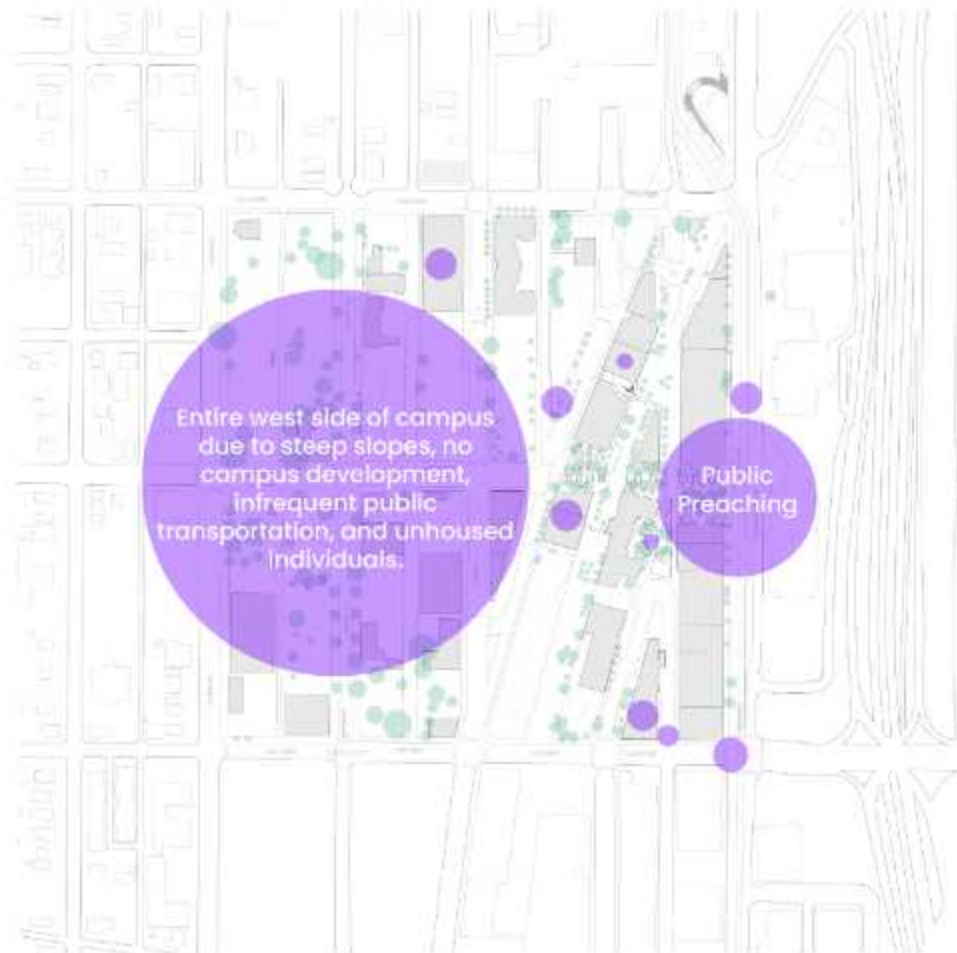 Entire west side of campus
due to steep slopes, no
campus development,
infrequent public
transportation, and unhoused
individuals.
Public
Preaching